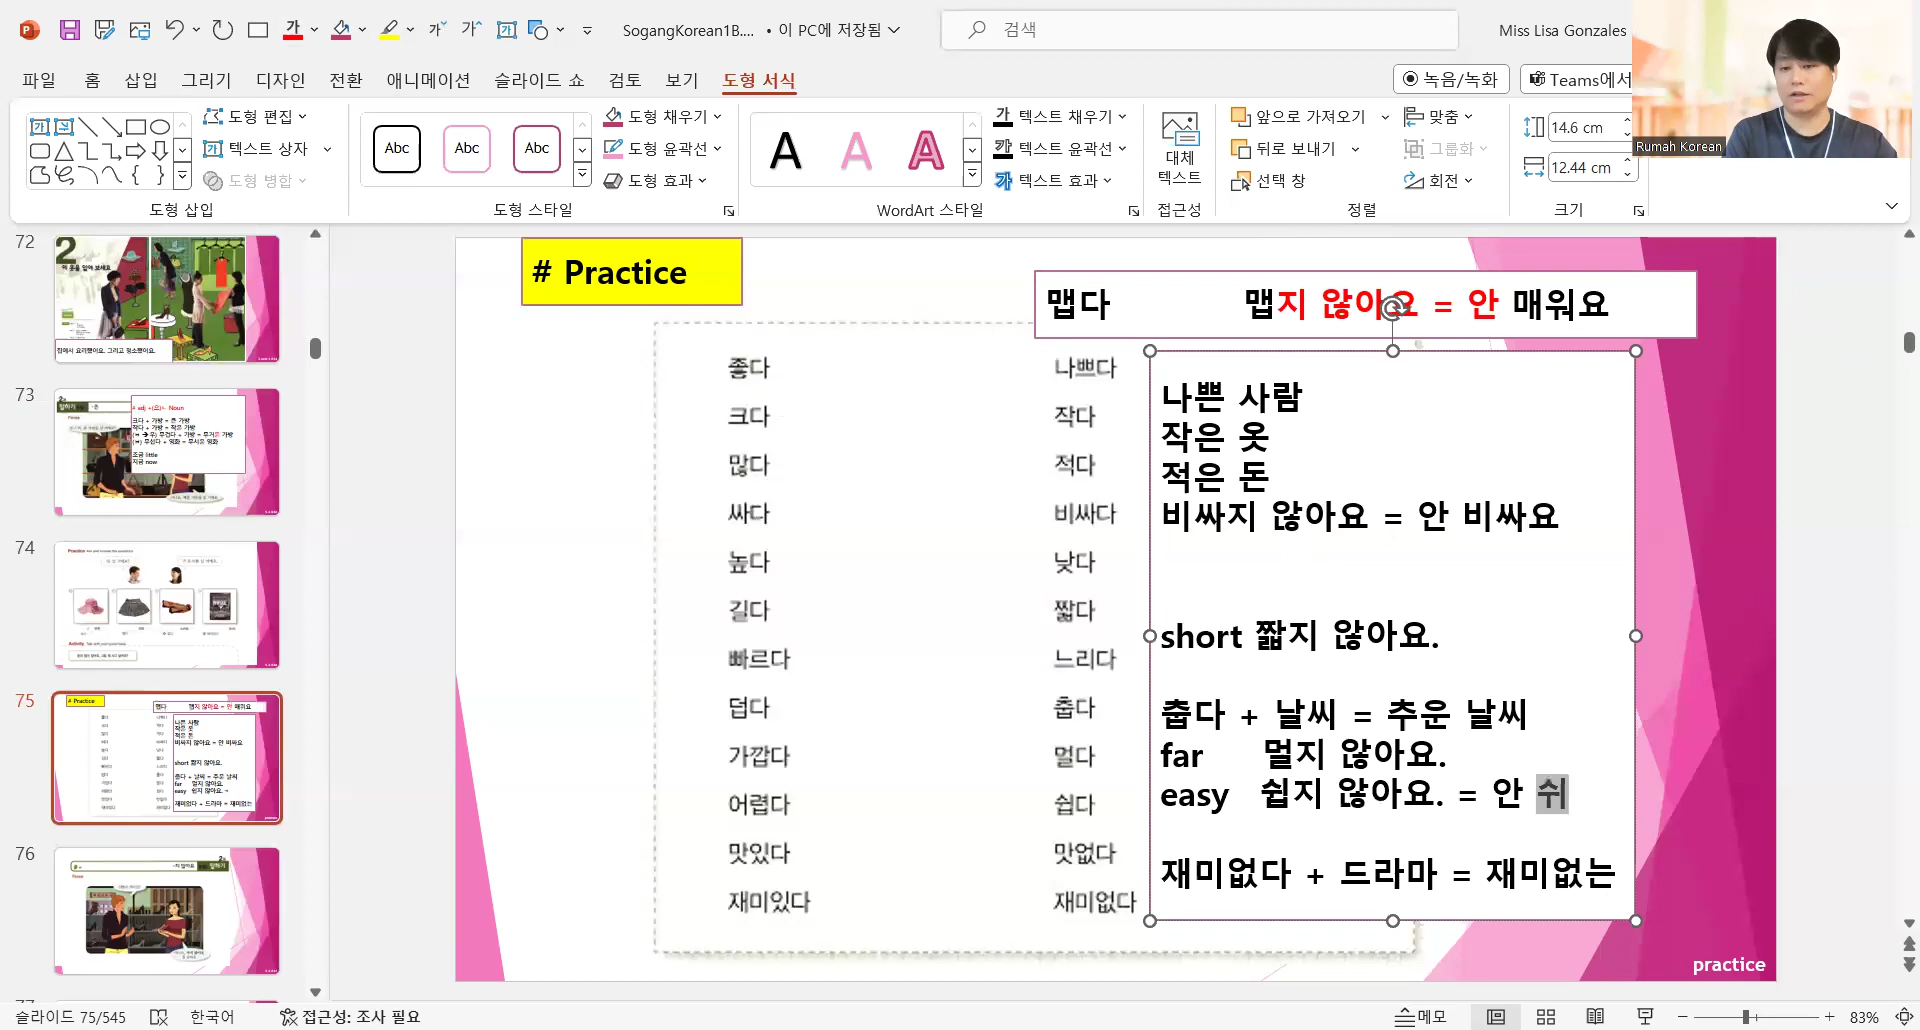 SogangKorean1B.... • 이 PC에 저장됨
검색
Miss Lisa Gonzales
파일 홈 삽입 그리기 디자인 전환 애니메이션 슬라이드 쇼 검토 보기 도형 서식
녹음/녹화
Teams에서
도형 편집
텍스트 상자
도형 병합
도형 삽입
Abc Abc Abc
도형 채우기
도형 윤곽선
도형 효과
도형 스타일
A A A
텍스트 채우기
텍스트 윤곽선
텍스트 효과
WordArt 스타일
대체
텍스트
접근성
앞으로 가져오기
뒤로 보내기
선택 창
맞춤
그룹화
회전
정렬
14.6 cm
12.44 cm
크기
Rumah Korean
72
73
74
75
76
# Practice
맵다 맵지 않아요 = 안 매워요
좋다 나쁘다
크다 작다
많다 적다
싸다 비싸다
높다 낮다
길다 짧다
빠르다 느리다
덥다 춥다
가깝다 멀다
어렵다 쉽다
맛있다 맛없다
재미있다 재미없다
나쁜 사람
작은 옷
적은 돈
비싸지 않아요 = 안 비싸요
short 짧지 않아요.
춥다 + 날씨 = 추운 날씨
far 멀지 않아요.
easy 쉽지 않아요. = 안 쉬
재미없다 + 드라마 = 재미없는
practice
슬라이드 75/545
한국어
접근성: 조사 필요
메모
83%